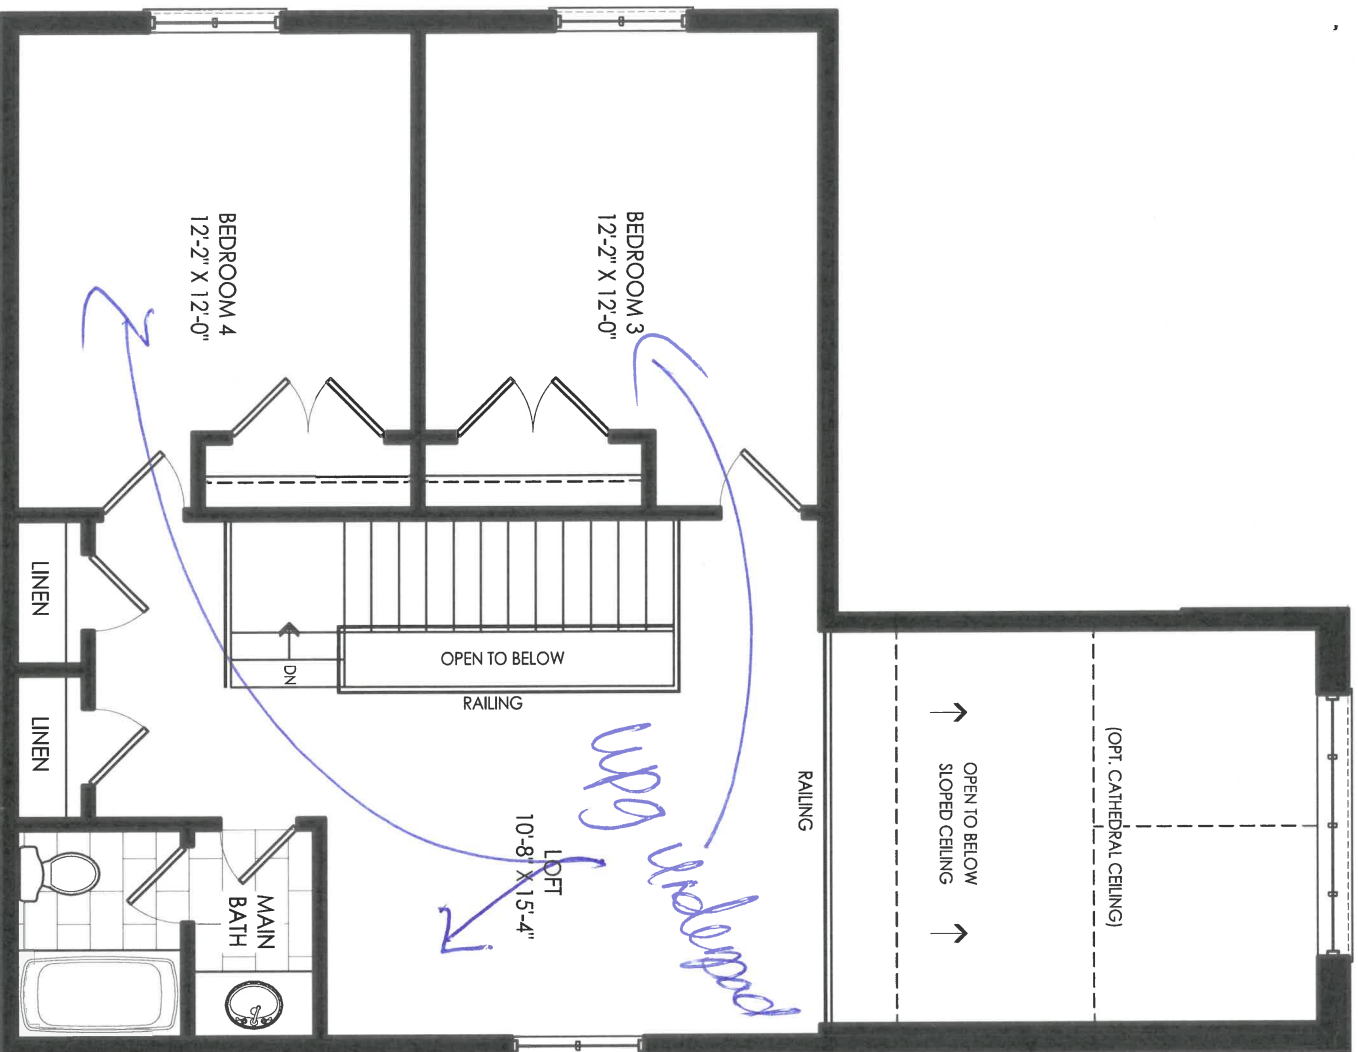 BEDROOM 4
12'-2" X 12'-0"
BEDROOM 3
12'-2" X 12'-0"
LINEN
LINEN
DN
OPEN TO BELOW
RAILING
upg underpad
LOFT
10'-8" X 15'-4"
MAIN
BATH
RAILING
OPEN TO BELOW
SLOPED CEILING
(OPT. CATHEDRAL CEILING)